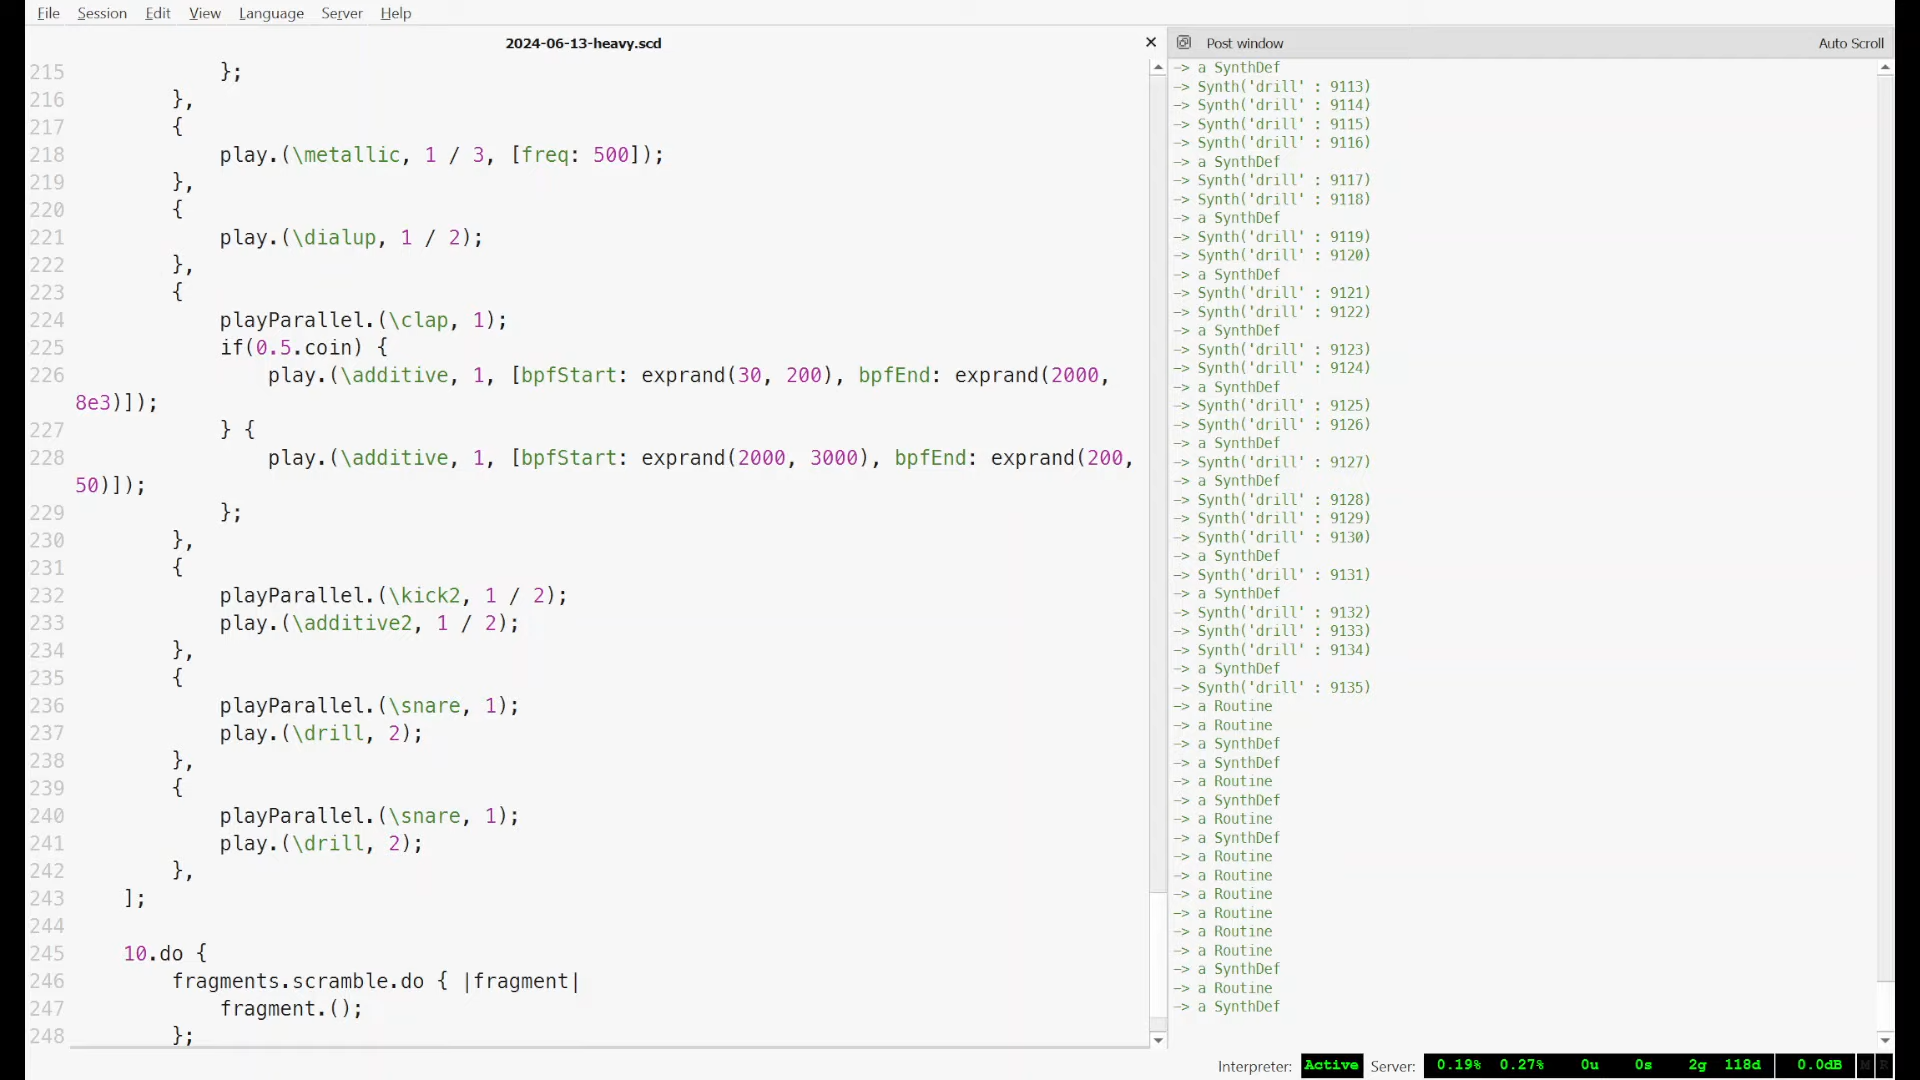 File Session Edit View Language Server Help
2024-06-13-heavy.scd
215 };
216 },
217 {
218 play.(\metallic, 1 / 3, [freq: 500]);
219 },
220 {
221 play.(\dialup, 1 / 2);
222 },
223 {
224 playParallel.(\clap, 1);
225 if(0.5.coin) {
226 play.(\additive, 1, [bpfStart: exprand(30, 200), bpfEnd: exprand(2000,
8e3)]);
227 } {
228 play.(\additive, 1, [bpfStart: exprand(2000, 3000), bpfEnd: exprand(200,
50)]);
229 };
230 },
231 {
232 playParallel.(\kick2, 1 / 2);
233 play.(\additive2, 1 / 2);
234 },
235 {
236 playParallel.(\snare, 1);
237 play.(\drill, 2);
238 },
239 {
240 playParallel.(\snare, 1);
241 play.(\drill, 2);
242 },
243 ];
244
245 10.do {
246 fragments.scramble.do { |fragment|
247 fragment.();
248 };
Post window Auto Scroll
-> a SynthDef
-> Synth('drill' : 9113)
-> Synth('drill' : 9114)
-> Synth('drill' : 9115)
-> Synth('drill' : 9116)
-> a SynthDef
-> Synth('drill' : 9117)
-> Synth('drill' : 9118)
-> a SynthDef
-> Synth('drill' : 9119)
-> Synth('drill' : 9120)
-> a SynthDef
-> Synth('drill' : 9121)
-> Synth('drill' : 9122)
-> a SynthDef
-> Synth('drill' : 9123)
-> Synth('drill' : 9124)
-> a SynthDef
-> Synth('drill' : 9125)
-> Synth('drill' : 9126)
-> a SynthDef
-> Synth('drill' : 9127)
-> a SynthDef
-> Synth('drill' : 9128)
-> Synth('drill' : 9129)
-> Synth('drill' : 9130)
-> a SynthDef
-> Synth('drill' : 9131)
-> a SynthDef
-> Synth('drill' : 9132)
-> Synth('drill' : 9133)
-> Synth('drill' : 9134)
-> a SynthDef
-> Synth('drill' : 9135)
-> a Routine
-> a Routine
-> a SynthDef
-> a SynthDef
-> a Routine
-> a SynthDef
-> a Routine
-> a SynthDef
-> a Routine
-> a Routine
-> a Routine
-> a Routine
-> a Routine
-> a Routine
-> a SynthDef
-> a Routine
-> a SynthDef
Interpreter: Active Server: 0.19% 0.27% 0u 0s 2g 118d 0.0dB M R